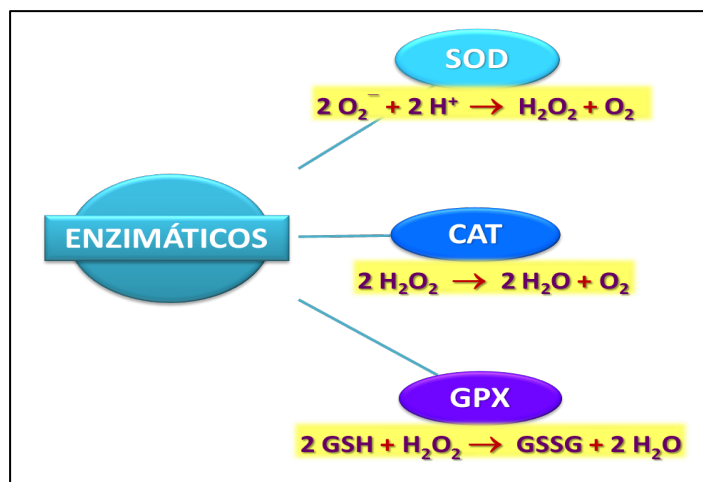 SOD
2 O₂⁻ + 2 H⁺ → H₂O₂ + O₂
ENZIMÁTICOS
CAT
2 H₂O₂ → 2 H₂O + O₂
GPX
2 GSH + H₂O₂ → GSSG + 2 H₂O